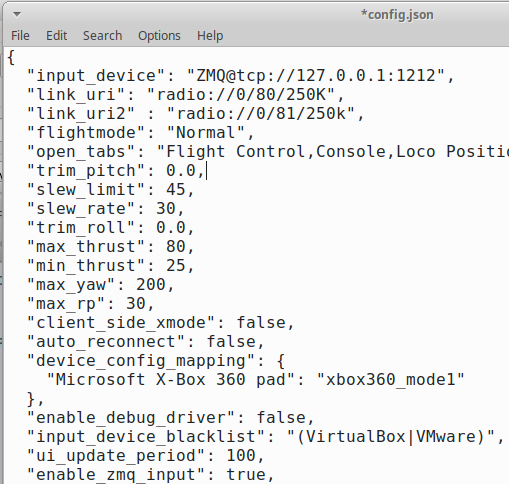 *config.json
File Edit Search Options Help
{
"input_device": "ZMQ@tcp://127.0.0.1:1212",
"link_uri": "radio://0/80/250K",
"link_uri2" : "radio://0/81/250k",
"flightmode": "Normal",
"open_tabs": "Flight Control,Console,Loco
"trim_pitch": 0.0,
"slew_limit": 45,
"slew_rate": 30,
"trim_roll": 0.0,
"max_thrust": 80,
"min_thrust": 25,
"max_yaw": 200,
"max_rp": 30,
"client_side_xmode": false,
"auto_reconnect": false,
"device_config_mapping": {
"Microsoft X-Box 360 pad": "xbox360_mode1"
},
"enable_debug_driver": false,
"input_device_blacklist": "(VirtualBox|VMware)",
"ui_update_period": 100,
"enable_zmq_input": true,